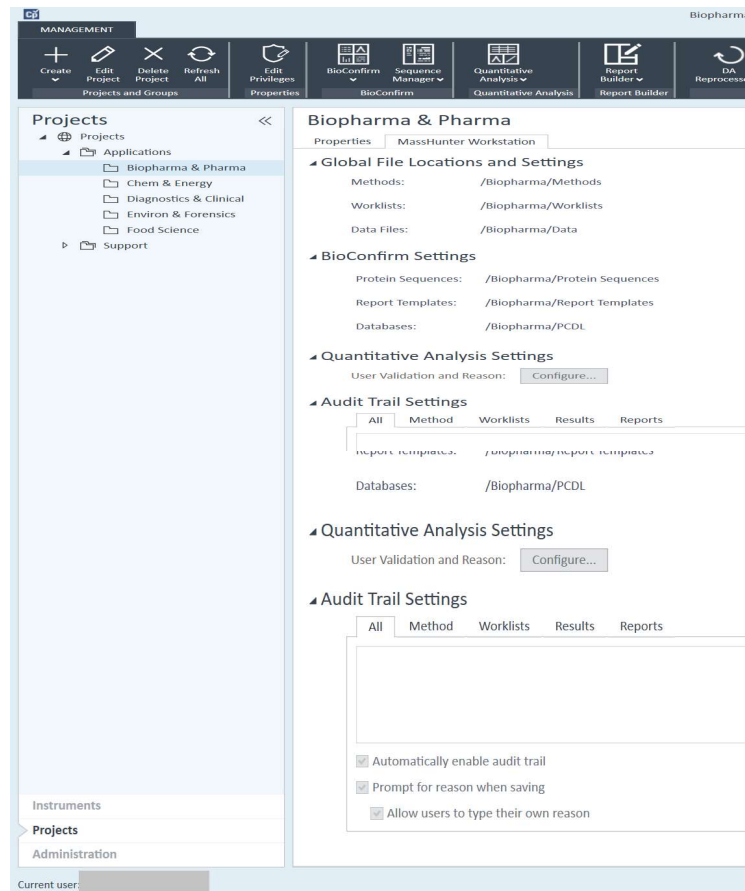 Cp
Biopharma
MANAGEMENT
Create Edit Project Delete Project Refresh All Edit Privileges BioConfirm Sequence Manager Quantitative Analysis Report Builder DA Reprocess
Projects and Groups Properties BioConfirm Quantitative Analysis Report Builder
Projects
Projects
Applications
Biopharma & Pharma
Chem & Energy
Diagnostics & Clinical
Environ & Forensics
Food Science
Support
Instruments
Projects
Administration
Biopharma & Pharma
Properties MassHunter Workstation
Global File Locations and Settings
Methods: /Biopharma/Methods
Worklists: /Biopharma/Worklists
Data Files: /Biopharma/Data
BioConfirm Settings
Protein Sequences: /Biopharma/Protein Sequences
Report Templates: /Biopharma/Report Templates
Databases: /Biopharma/PCDL
Quantitative Analysis Settings
User Validation and Reason: Configure...
Audit Trail Settings
All Method Worklists Results Reports
Report Templates: /Biopharma/Report Templates
Databases: /Biopharma/PCDL
Quantitative Analysis Settings
User Validation and Reason: Configure...
Audit Trail Settings
All Method Worklists Results Reports
Automatically enable audit trail
Prompt for reason when saving
Allow users to type their own reason
Current user: